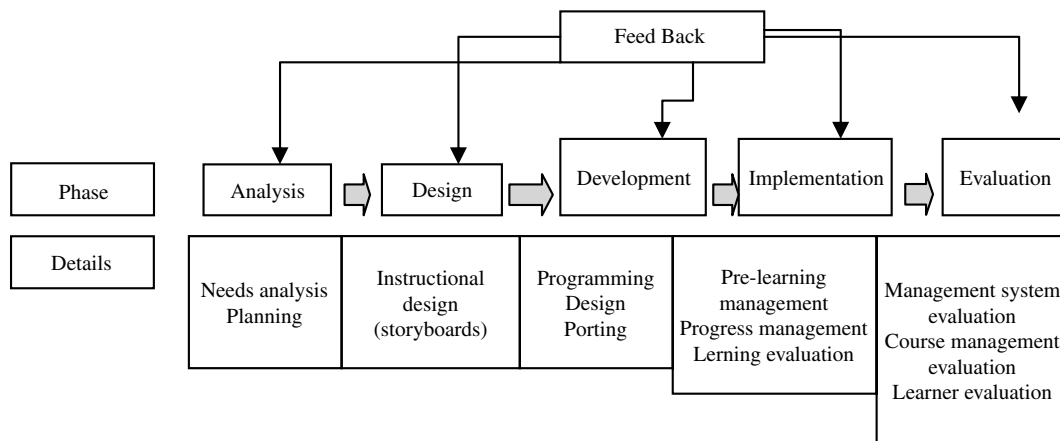 Feed Back
Phase
Analysis
Design
Development
Implementation
Evaluation
Details
Needs analysis
Planning
Instructional
design
(storyboards)
Programming
Design
Porting
Pre-learning
management
Progress management
Lerning evaluation
Management system
evaluation
Course management
evaluation
Learner evaluation